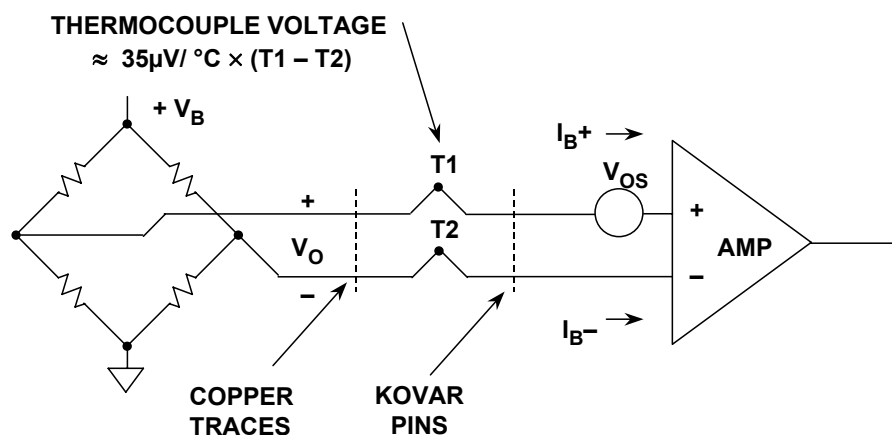 THERMOCOUPLE VOLTAGE
≈ 35µV/ °C × (T1 – T2)
+ V_B
I_B+
T1
V_OS
+
+
AMP
T2
V_O
–
–
I_B–
COPPER
TRACES
KOVAR
PINS